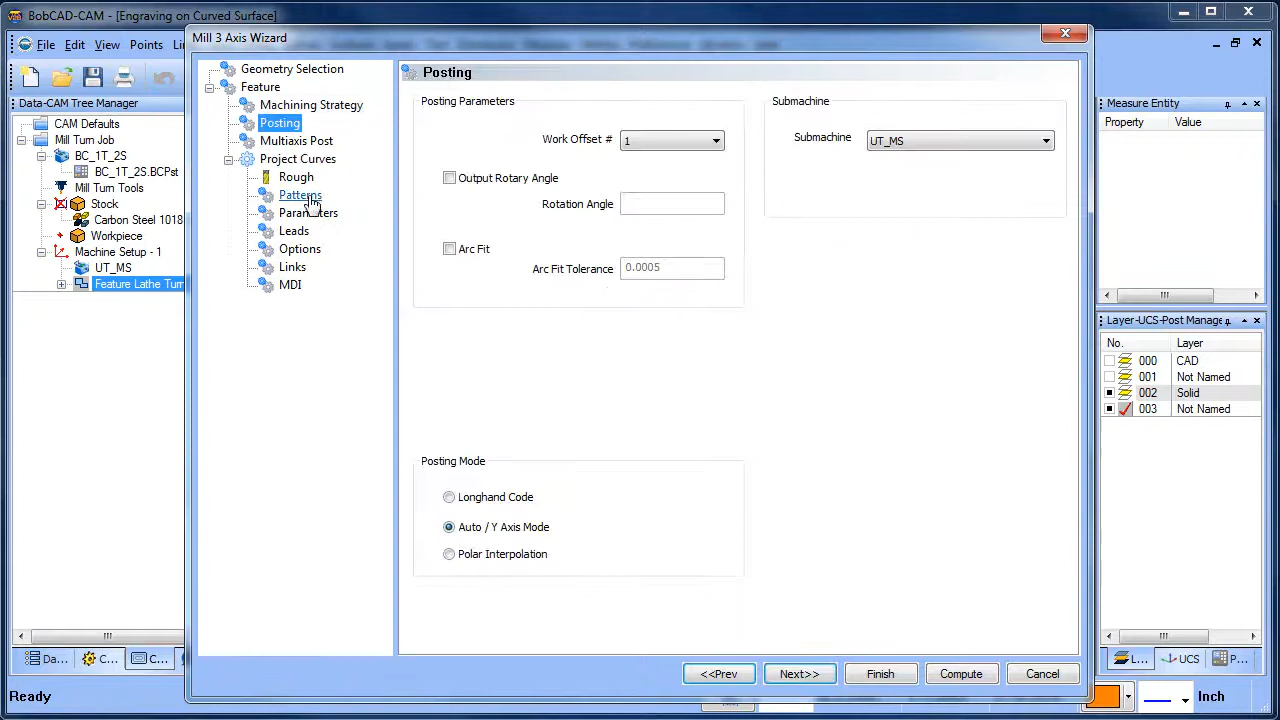 BobCAD-CAM - [Engraving on Curved Surface]
File Edit View Points Li
Mill 3 Axis Wizard
Data-CAM Tree Manager
CAM Defaults
Mill Turn Job
BC_1T_2S
BC_1T_2S.BCPst
Mill Turn Tools
Stock
Carbon Steel 1018
Workpiece
Machine Setup - 1
UT_MS
Feature Lathe Turn
Geometry Selection
Feature
Machining Strategy
Posting
Multiaxis Post
Project Curves
Rough
Patterns
Parameters
Leads
Options
Links
MDI
Posting
Posting Parameters
Work Offset # 1
Output Rotary Angle
Rotation Angle
Arc Fit
Arc Fit Tolerance 0.0005
Submachine
Submachine UT_MS
Posting Mode
Longhand Code
Auto / Y Axis Mode
Polar Interpolation
<<Prev Next>> Finish Compute Cancel
Measure Entity
Property Value
Layer-UCS-Post Manage
No. Layer
000 CAD
001 Not Named
002 Solid
003 Not Named
Da... C... C...
L... UCS P...
Ready
Inch